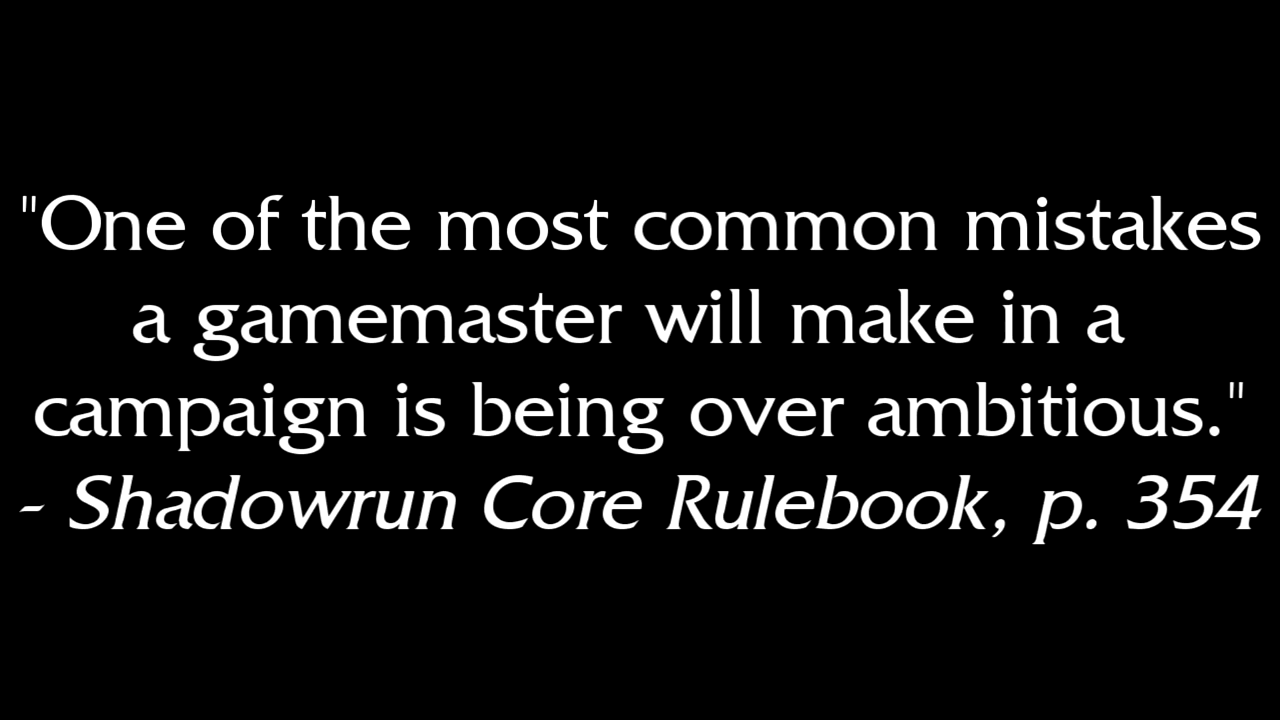 "One of the most common mistakes
a gamemaster will make in a
campaign is being over ambitious."
- Shadowrun Core Rulebook, p. 354